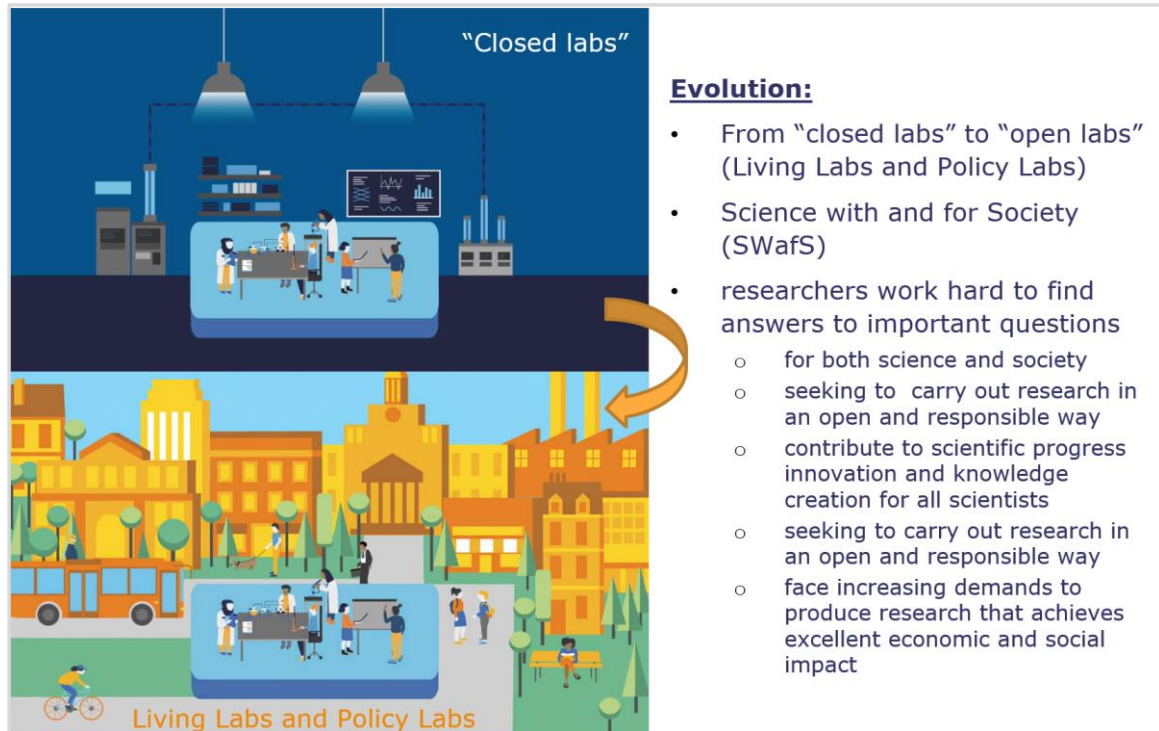 “Closed labs”
Living Labs and Policy Labs
Evolution:
• From “closed labs” to “open labs”
(Living Labs and Policy Labs)
• Science with and for Society
(SWafS)
• researchers work hard to find
answers to important questions
o for both science and society
o seeking to carry out research in
an open and responsible way
o contribute to scientific progress
innovation and knowledge
creation for all scientists
o seeking to carry out research in
an open and responsible way
o face increasing demands to
produce research that achieves
excellent economic and social
impact